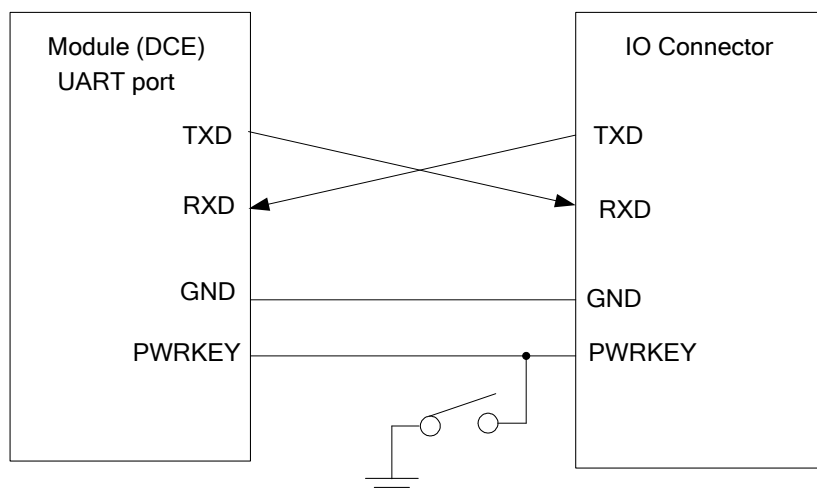 Module (DCE)
UART port
TXD
RXD
GND
PWRKEY
IO Connector
TXD
RXD
GND
PWRKEY